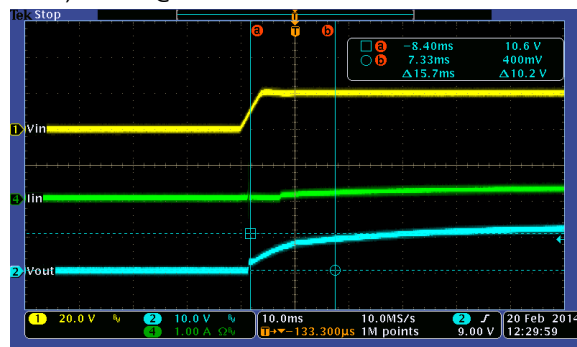 Tek Stop
a T b
a −8.40ms 10.6 V
b 7.33ms 400mV
Δ15.7ms Δ10.2 V
1 Vin
4 Iin
2 Vout
1 20.0 V 2 10.0 V 10.0ms 10.0MS/s 2 20 Feb 2014
4 1.00 A Ω T→▾−133.300µs 1M points 9.00 V 12:29:59